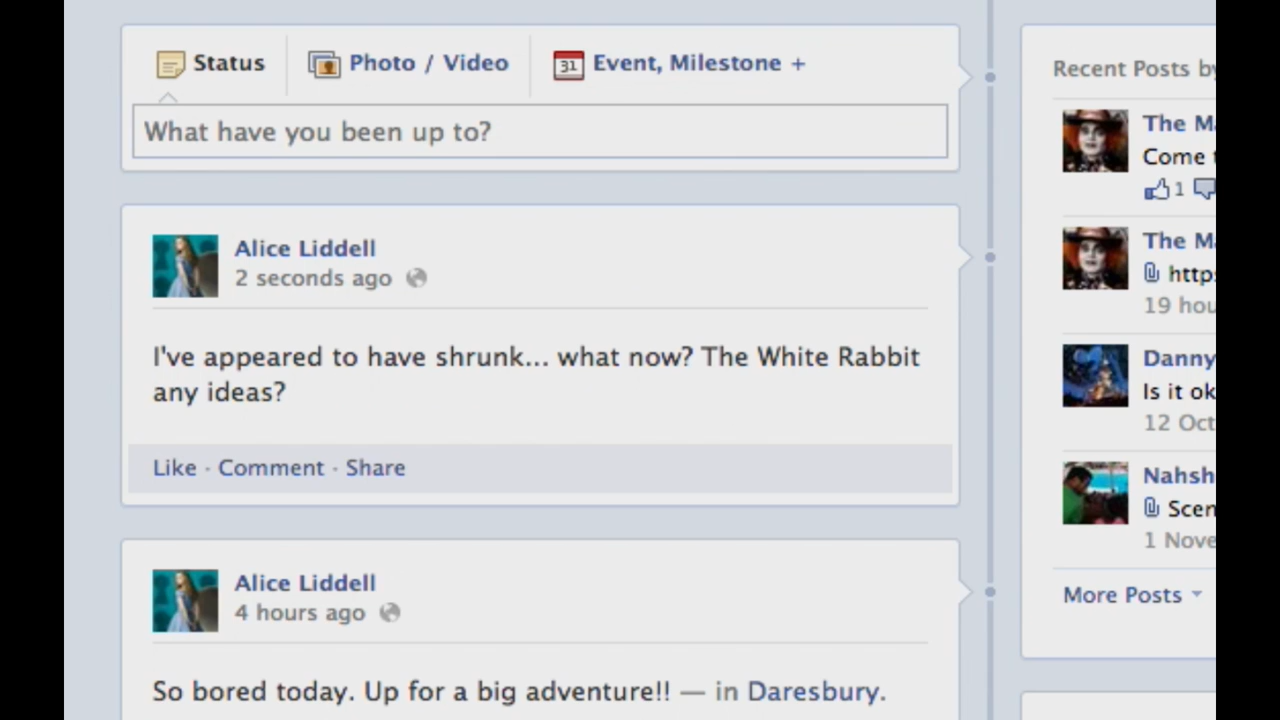 Status
Photo / Video
31
Event, Milestone +
What have you been up to?
Alice Liddell
2 seconds ago
I've appeared to have shrunk... what now? The White Rabbit
any ideas?
Like · Comment · Share
Alice Liddell
4 hours ago
So bored today. Up for a big adventure!! — in Daresbury.
Recent Posts by
The
Come
1
The
19
Danny
Is it
12 Oct
1
More Posts